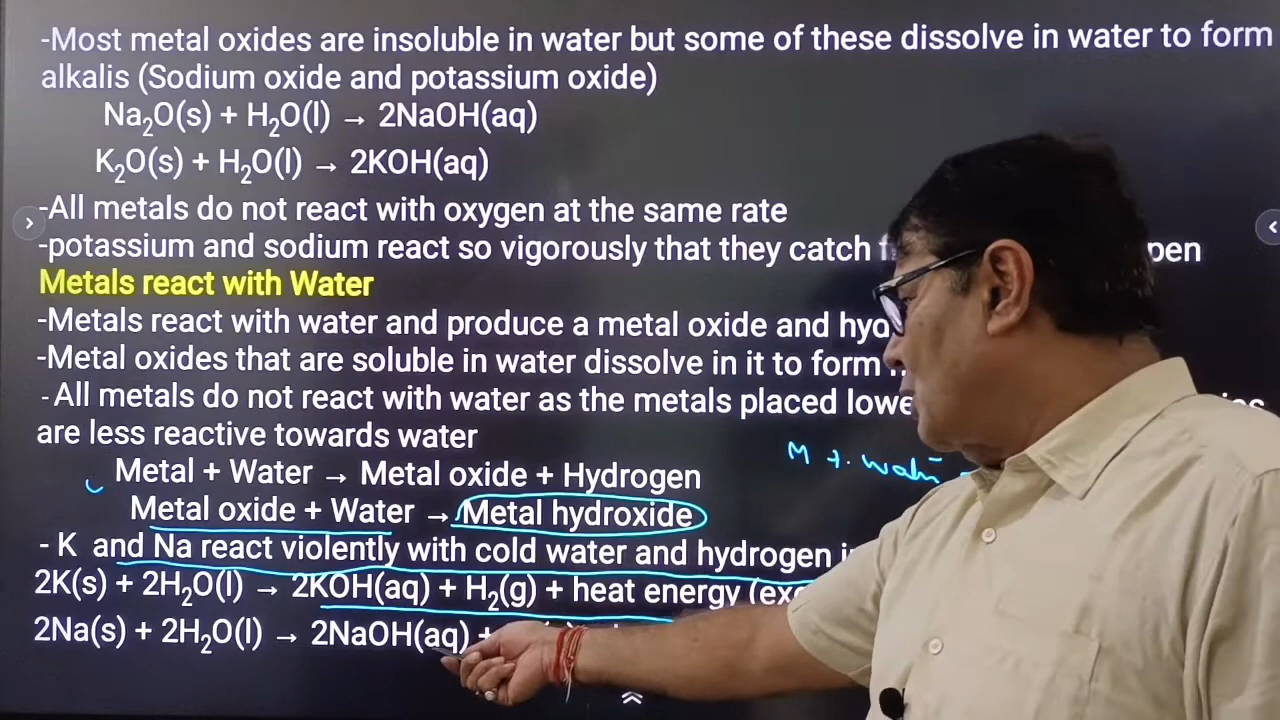 -Most metal oxides are insoluble in water but some of these dissolve in water to form
alkalis (Sodium oxide and potassium oxide)
Na₂O(s) + H₂O(l) → 2NaOH(aq)
K₂O(s) + H₂O(l) → 2KOH(aq)
-All metals do not react with oxygen at the same rate
-potassium and sodium react so vigorously that they catch
Metals react with Water
-Metals react with water and produce a metal oxide and
-Metal oxides that are soluble in water dissolve in it to form
-All metals do not react with water as the metals placed
are less reactive towards water
M +. water
Metal + Water → Metal oxide + Hydrogen
Metal oxide + Water → Metal hydroxide
- K and Na react violently with cold water and hydrogen
2K(s) + 2H₂O(l) → 2KOH(aq) + H₂(g) + heat energy
2Na(s) + 2H₂O(l) → 2NaOH(aq) +